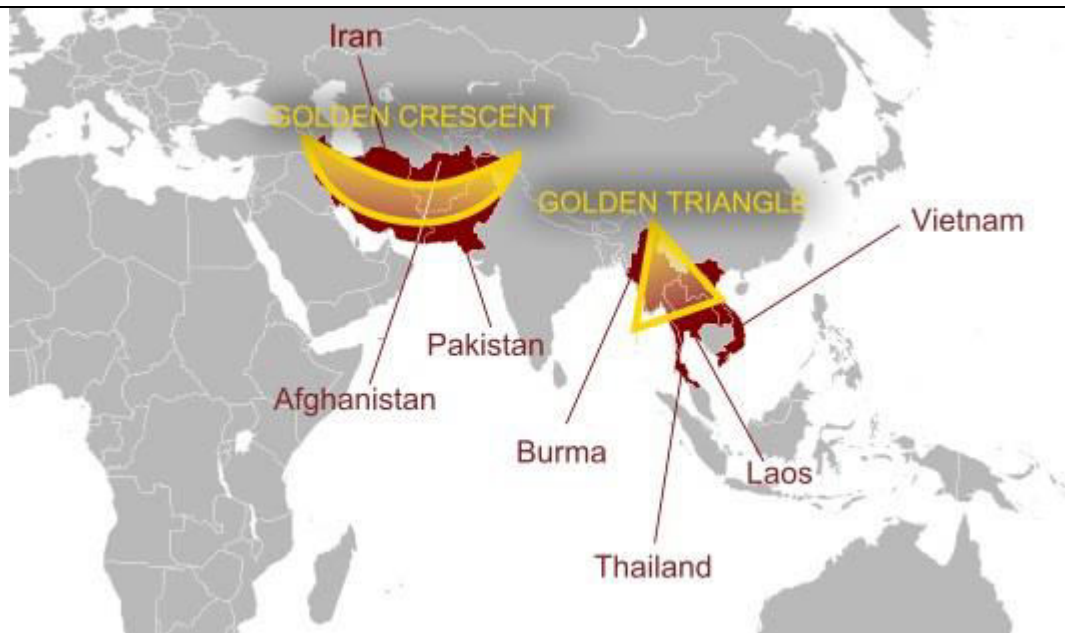 Iran
GOLDEN CRESCENT
GOLDEN TRIANGLE
Vietnam
Pakistan
Afghanistan
Burma
Laos
Thailand